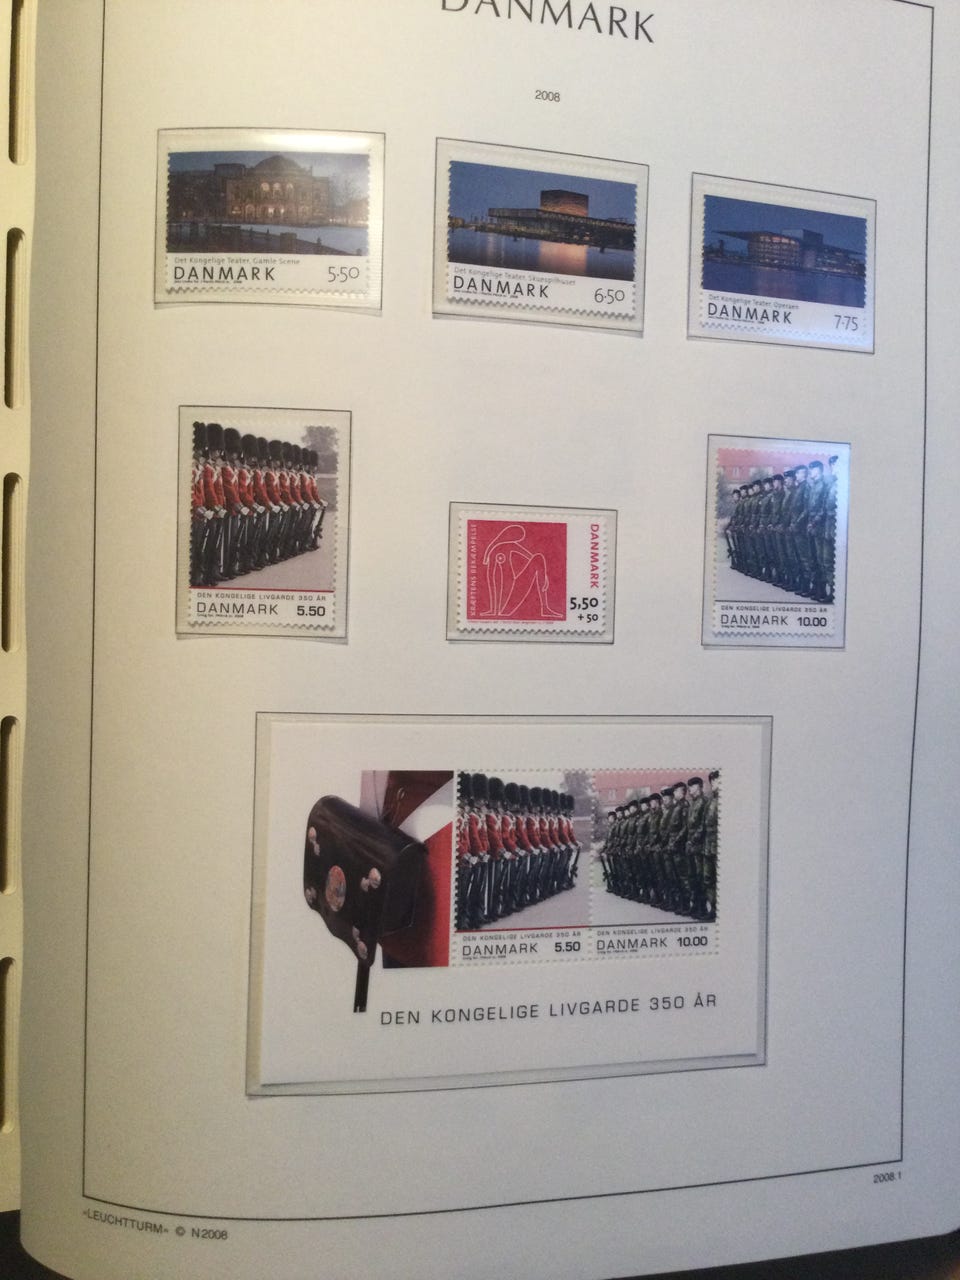 DANMARK
2008
Det Kongelige Teater, Gamle Scene
DANMARK 5.50
Det Kongelige Teater, Skuespilhuset
DANMARK 6.50
Det Kongelige Teater, Operaen
DANMARK 7.75
DEN KONGELIGE LIVGARDE 350 ÅR
DANMARK 5.50
KRÆFTENS BEKÆMPELSE
DANMARK
5,50
+50
DEN KONGELIGE LIVGARDE 350 ÅR
DANMARK 10.00
DEN KONGELIGE LIVGARDE 350 ÅR
DANMARK 5.50
DEN KONGELIGE LIVGARDE 350 ÅR
DANMARK 10.00
DEN KONGELIGE LIVGARDE 350 ÅR
2008.1
»LEUCHTTURM« © N2008